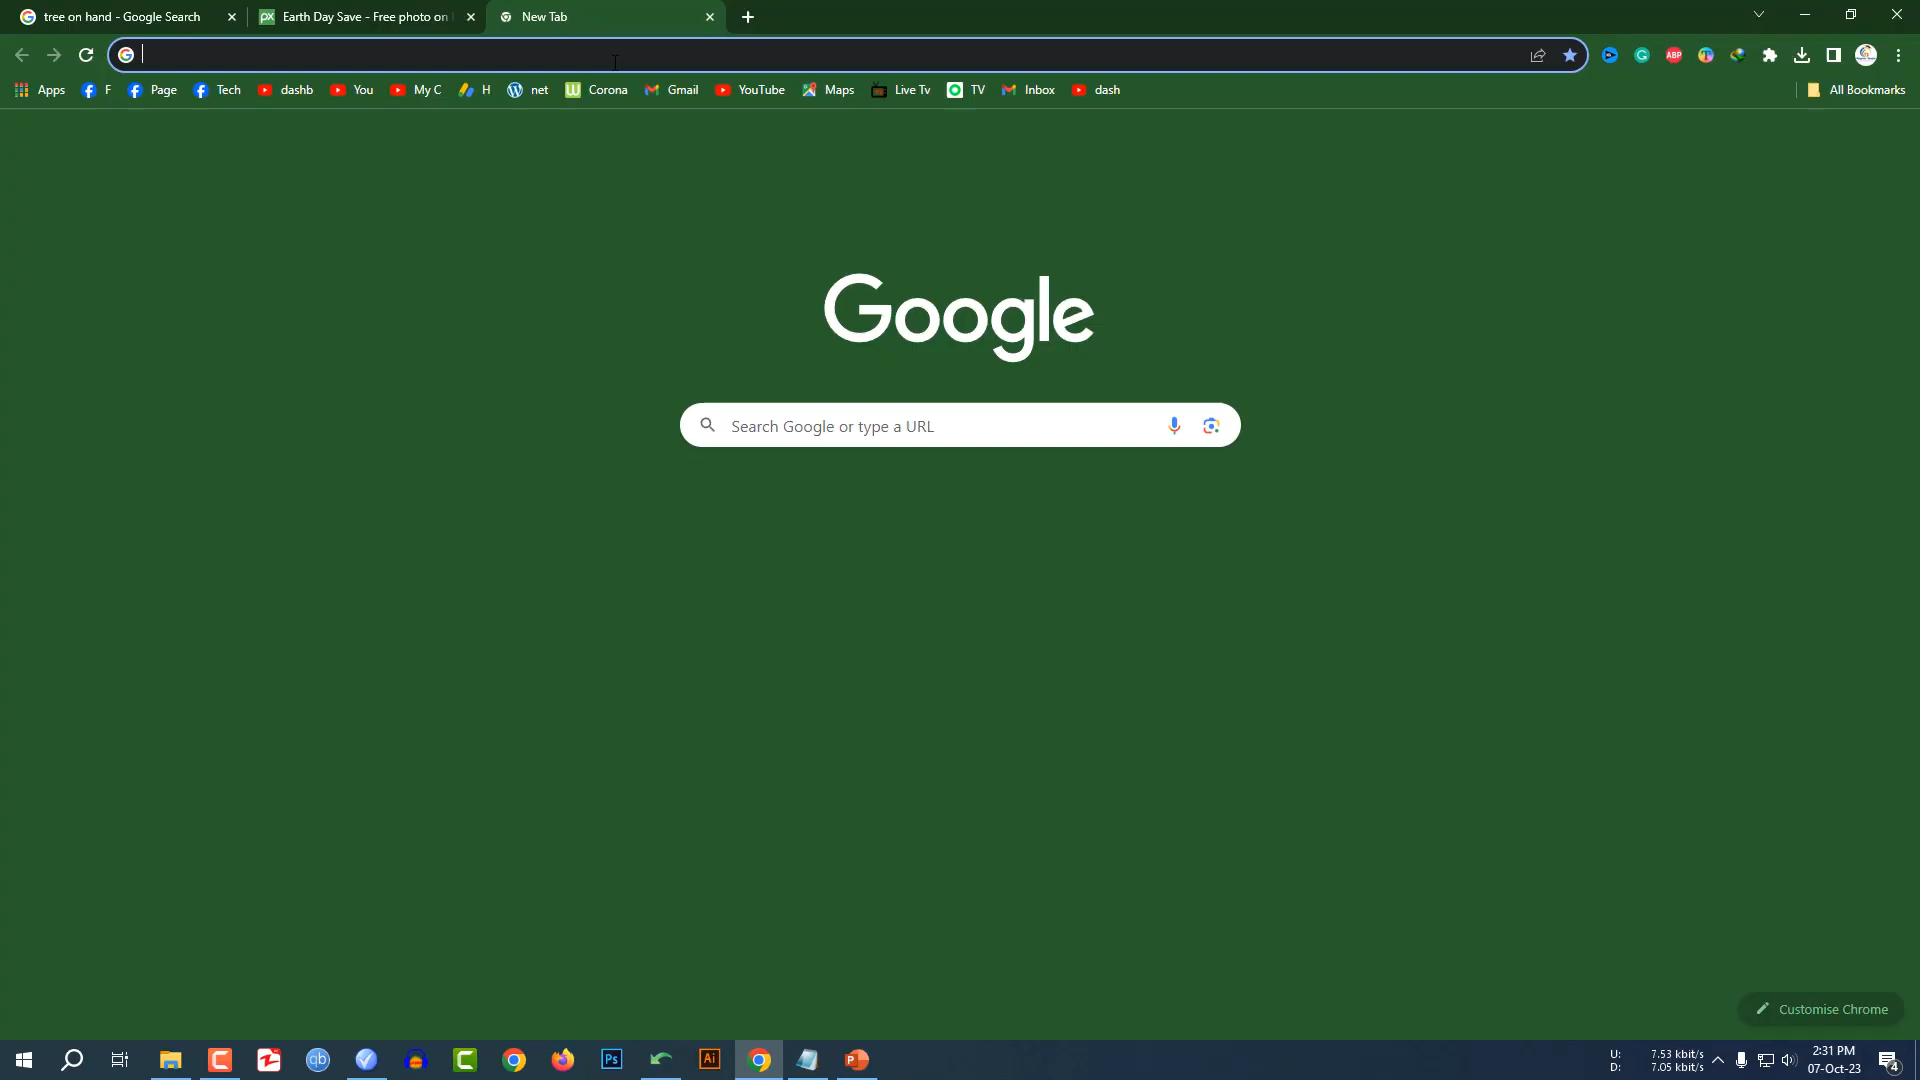 tree on hand - Google Search
Earth Day Save - Free photo on
New Tab
Apps
F
Page
Tech
dashb
You
My C
H
net
Corona
Gmail
YouTube
Maps
Live Tv
TV
Inbox
dash
All Bookmarks
Google
Search Google or type a URL
Customise Chrome
U: 7.53 kbit/s
D: 7.05 kbit/s
2:31 PM
07-Oct-23
4